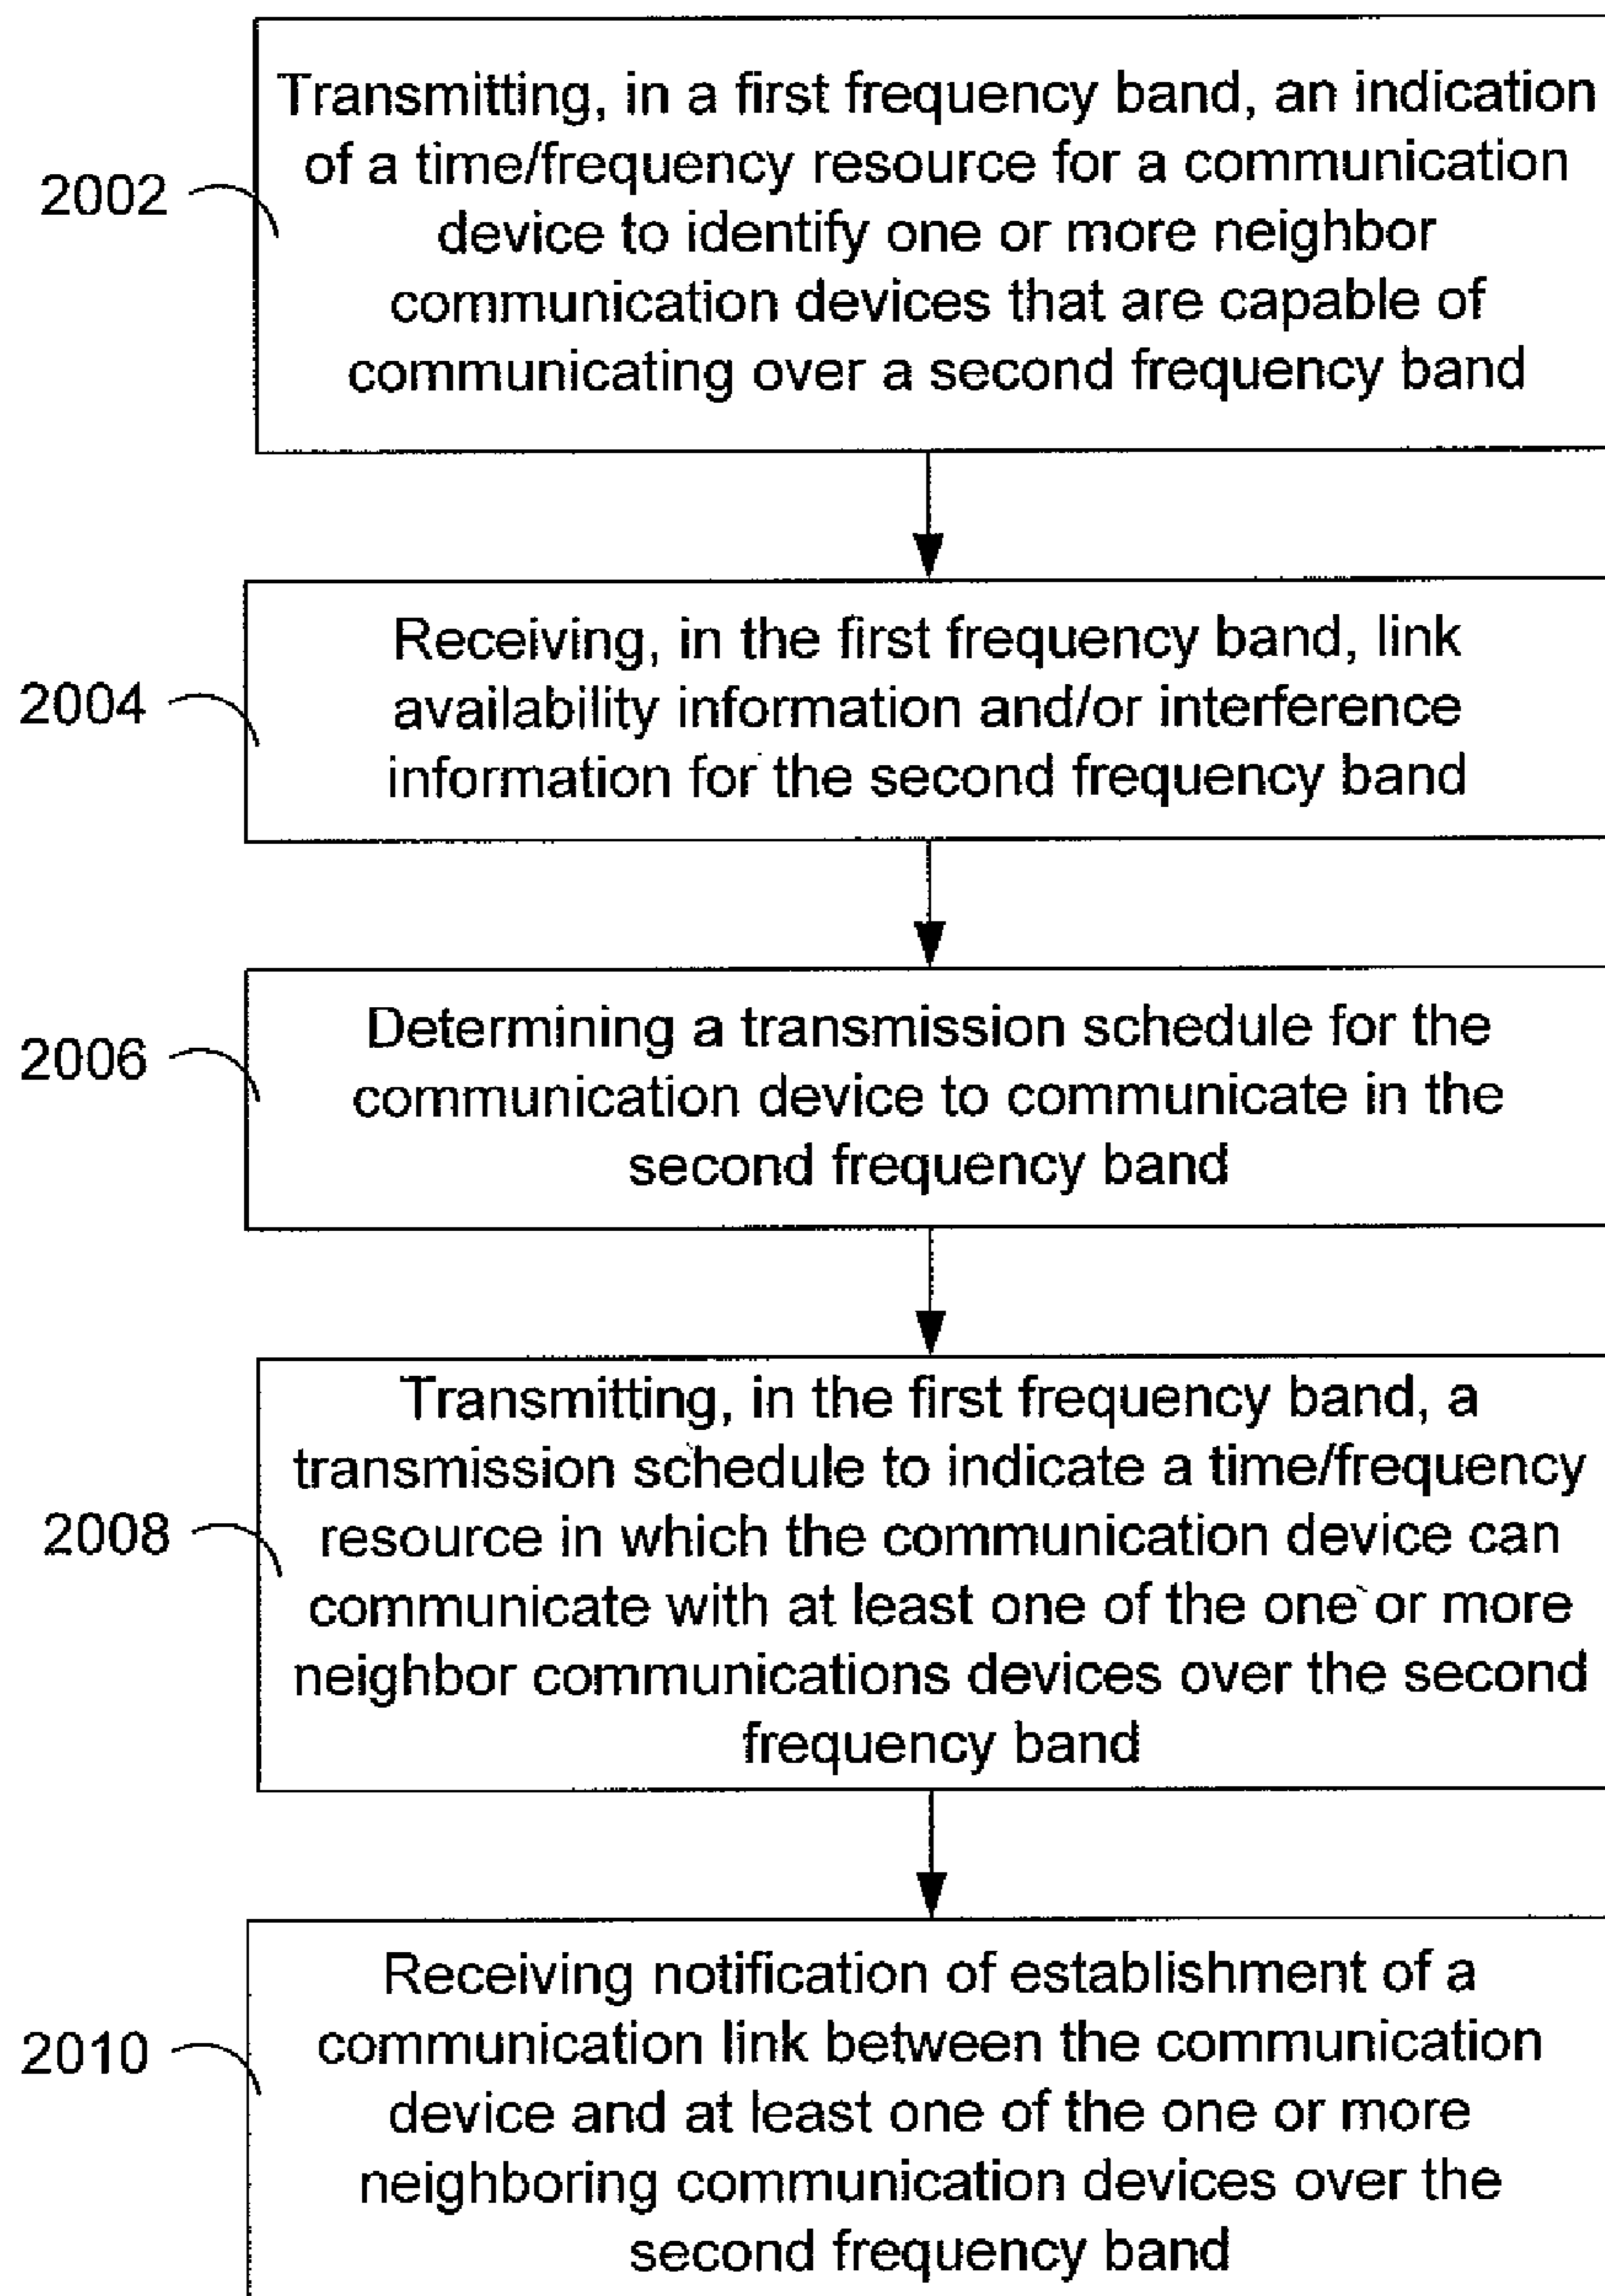 Transmitting, in a first frequency band, an indication
of a time/frequency resource for a communication
device to identify one or more neighbor
communication devices that are capable of
communicating over a second frequency band
2002
Receiving, in the first frequency band, link
availability information and/or interference
information for the second frequency band
2004
Determining a transmission schedule for the
communication device to communicate in the
second frequency band
2006
Transmitting, in the first frequency band, a
transmission schedule to indicate a time/frequency
resource in which the communication device can
communicate with at least one of the one or more
neighbor communications devices over the second
frequency band
2008
Receiving notification of establishment of a
communication link between the communication
device and at least one of the one or more
neighboring communication devices over the
second frequency band
2010